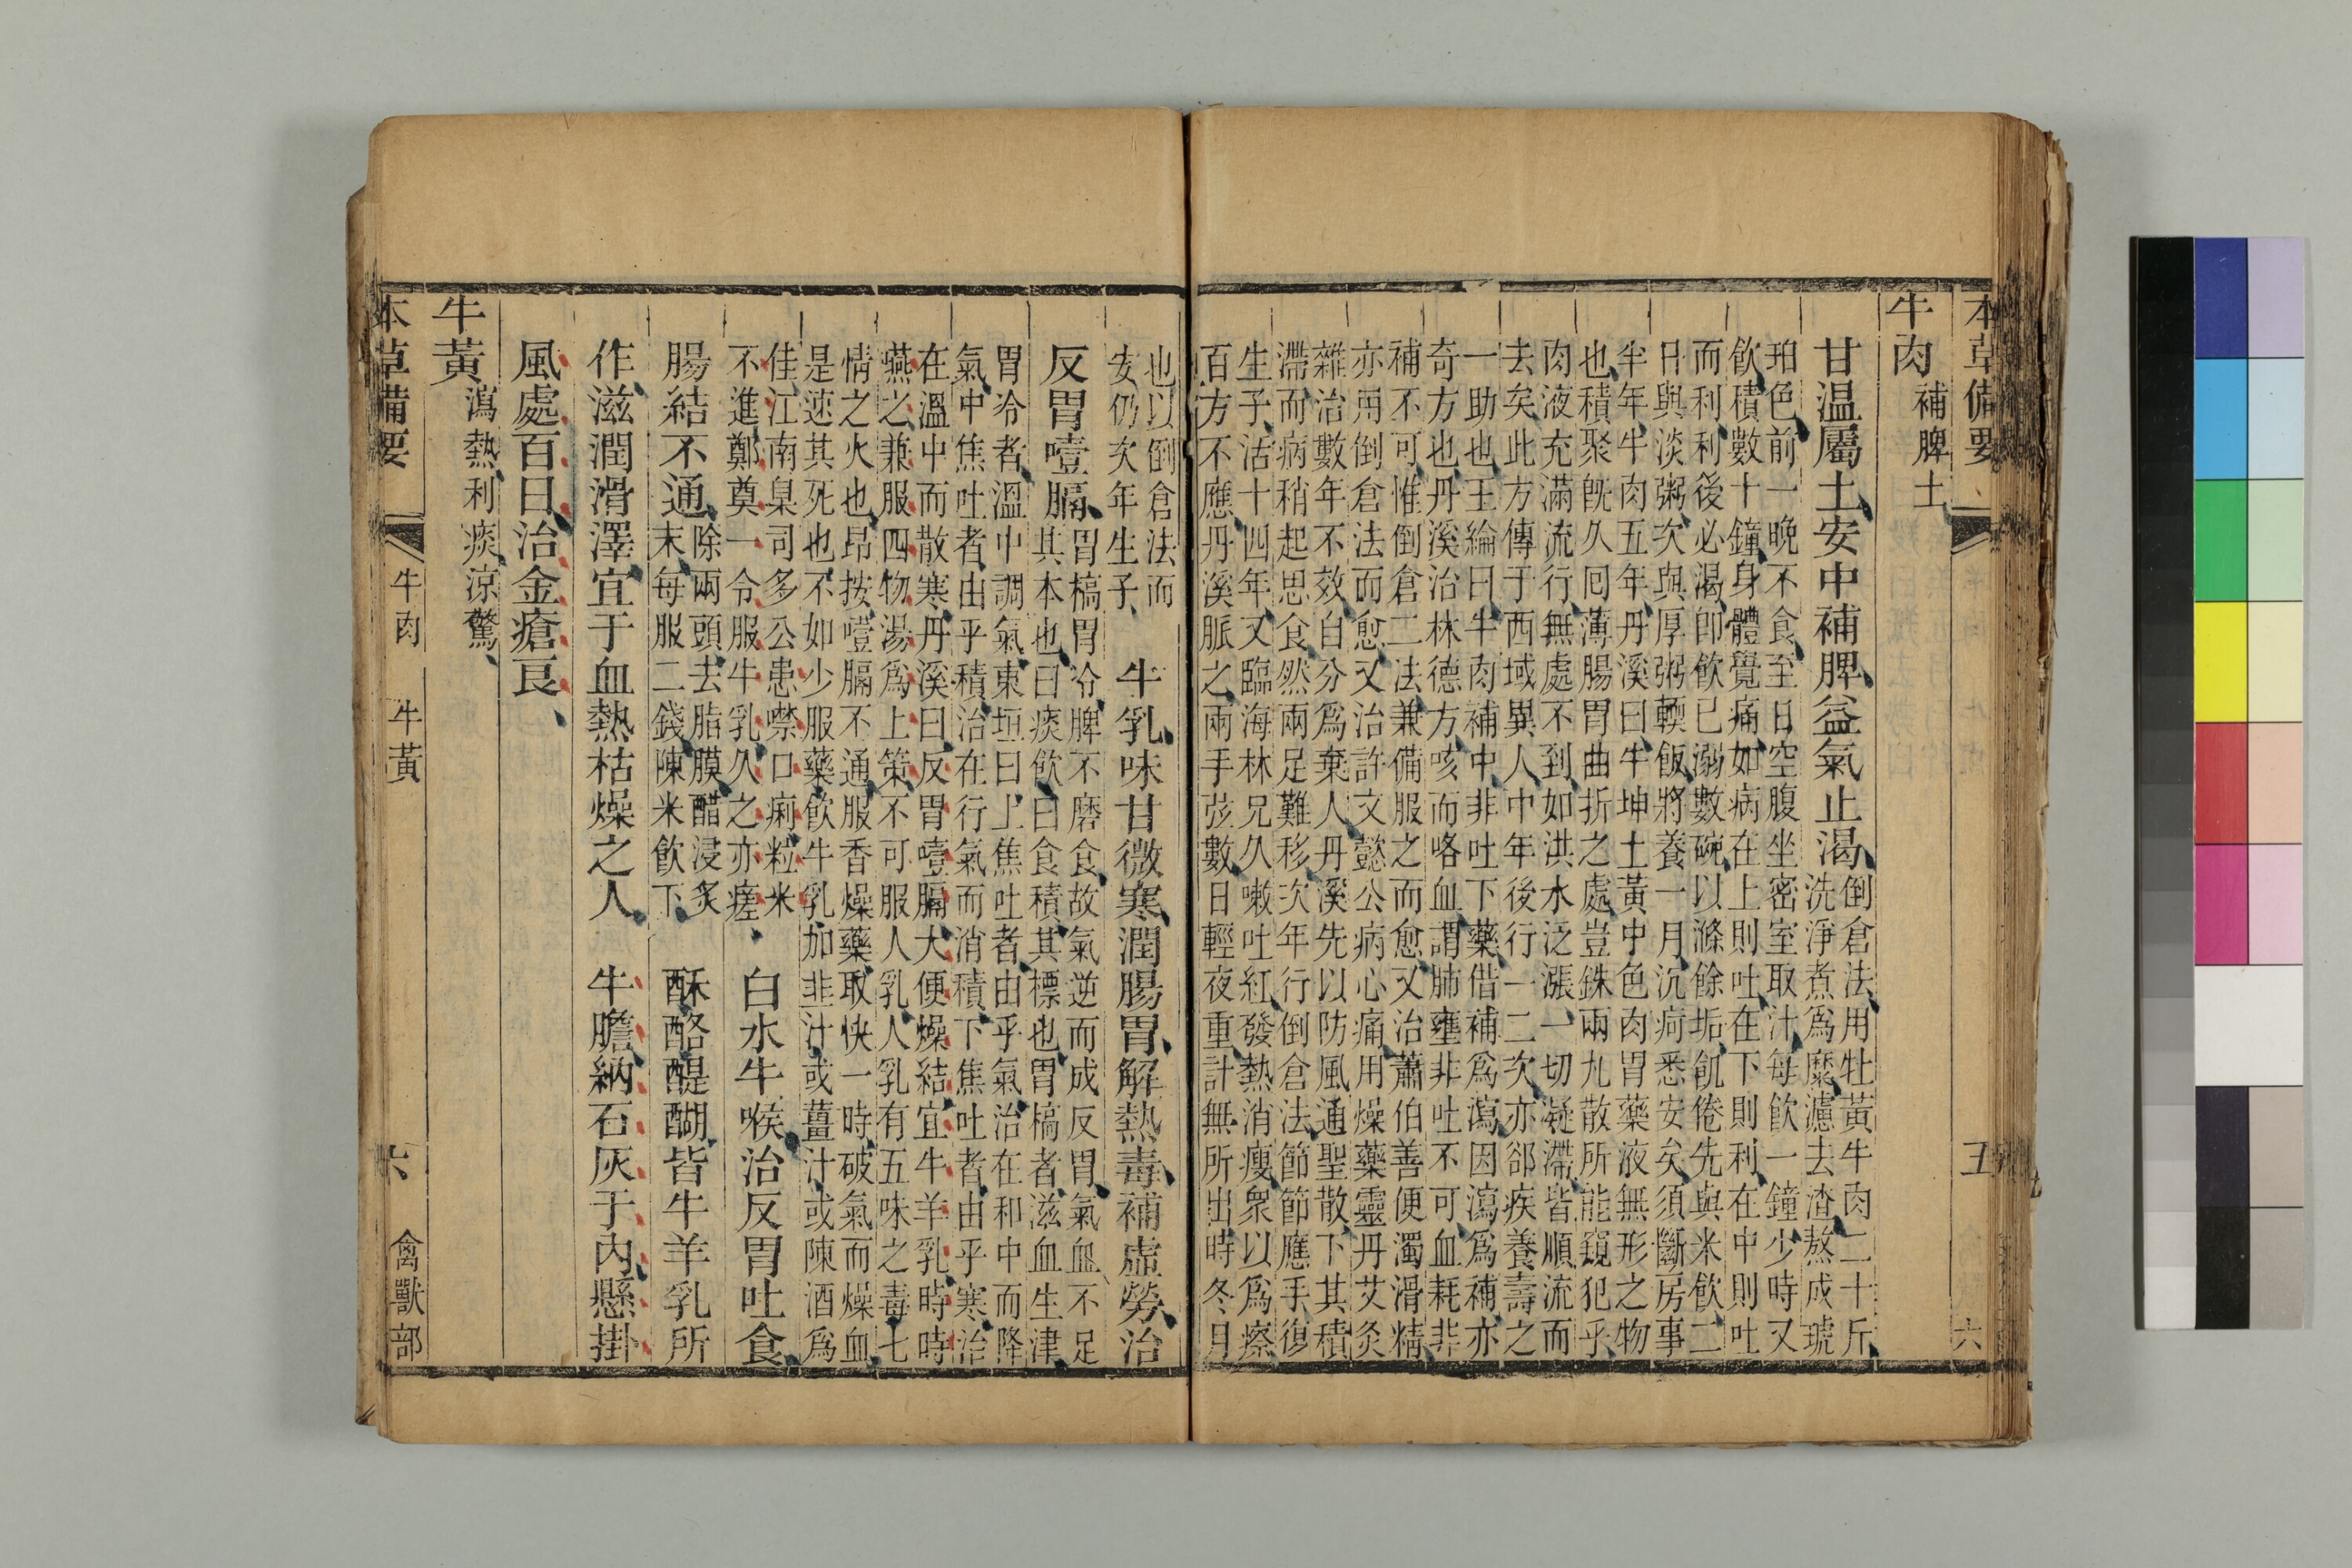 本草備要
五
六
牛肉補脾土
甘温屬土安中補脾益氣止渴倒倉法用牡黃牛肉二十斤
洗淨煮爲糜濾去渣熬成琥
珀色前一晚不食至日空腹坐密室取汁每飲一鐘少時又
飲積數十鐘身體覺痛如病在上則吐在下則利在中則吐
而利利後必渴卽飲已溺數碗以滌餘垢飢倦先與米飲二
日與淡粥次與厚粥輭飯將養一月沉疴悉安矣須斷房事
半年牛肉五年丹溪曰牛坤土黃中色肉胃藥液無形之物
也積聚旣久囘薄腸胃曲折之處豈銖兩丸散所能窺犯乎
肉液充滿流行無處不到如洪水泛漲一切凝滯皆順流而
去矣此方傳于西域異人中年後行一二次亦郤疾養壽之
一助也王綸曰牛肉補中非吐下藥借補爲瀉因瀉爲補亦
奇方也丹溪治林德方咳而咯血謂肺壅非吐不可血耗非
補不可惟倒倉二法兼備服之而愈又治蕭伯善便濁滑精
亦用倒倉法而愈又治許文懿公病心痛用燥藥靈丹艾灸
雜治數年不效自分爲棄人丹溪先以防風通聖散下其積
滯而病稍起思食然兩足難移次年行倒倉法節節應手復
生子活十四年又臨海林兄久嗽吐紅發熱消瘦衆以爲瘵
百方不應丹溪脈之兩手弦數日輕夜重計無所出時冬月
也以倒倉法而
安仍次年生子牛乳味甘微寒潤腸胃解熱毒補虛勞治
反胃噎膈胃槁胃冷脾不磨食故氣逆而成反胃氣血不足
其本也曰痰飲曰食積其標也胃槁者滋血生津
胃冷者溫中調氣東垣曰上焦吐者由乎氣治在和中而降
氣中焦吐者由乎積治在行氣而消積下焦吐者由乎寒治
在溫中而散寒丹溪曰反胃噎膈大便燥結宜牛羊乳時時
嚥之兼服四物湯爲上策不可服人乳人乳有五味之毒七
情之火也昂按噎膈不通服香燥藥取快一時破氣而燥血
是速其死也不如少服藥飲牛乳加韭汁或薑汁或陳酒爲
佳江南臬司多公患噤口痢粒米
不進鄭奠一令服牛乳久之亦瘥白水牛喉治反胃吐食
腸結不通除兩頭去脂膜醋浸炙
末每服二錢陳米飲下酥酪醍醐皆牛羊乳所
作滋潤滑澤宜于血熱枯燥之人牛膽納石灰于內懸掛
風處百日治金瘡良
牛黃瀉熱利痰涼驚
本草備要
牛肉
牛黃
六
禽獸部